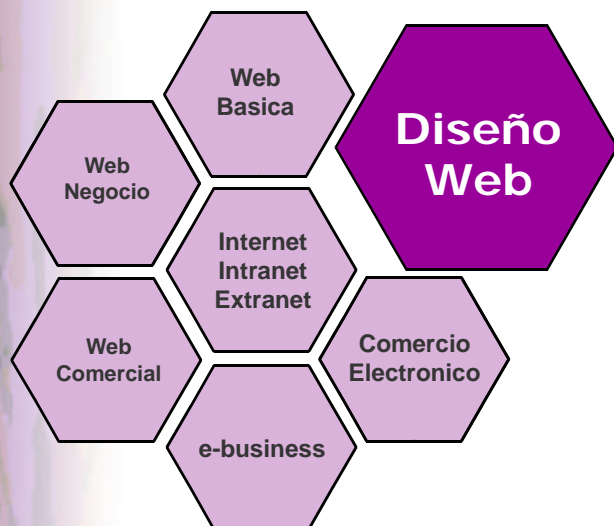 Web
Basica
Diseño
Web
Web
Negocio
Internet
Intranet
Extranet
Web
Comercial
Comercio
Electronico
e-business